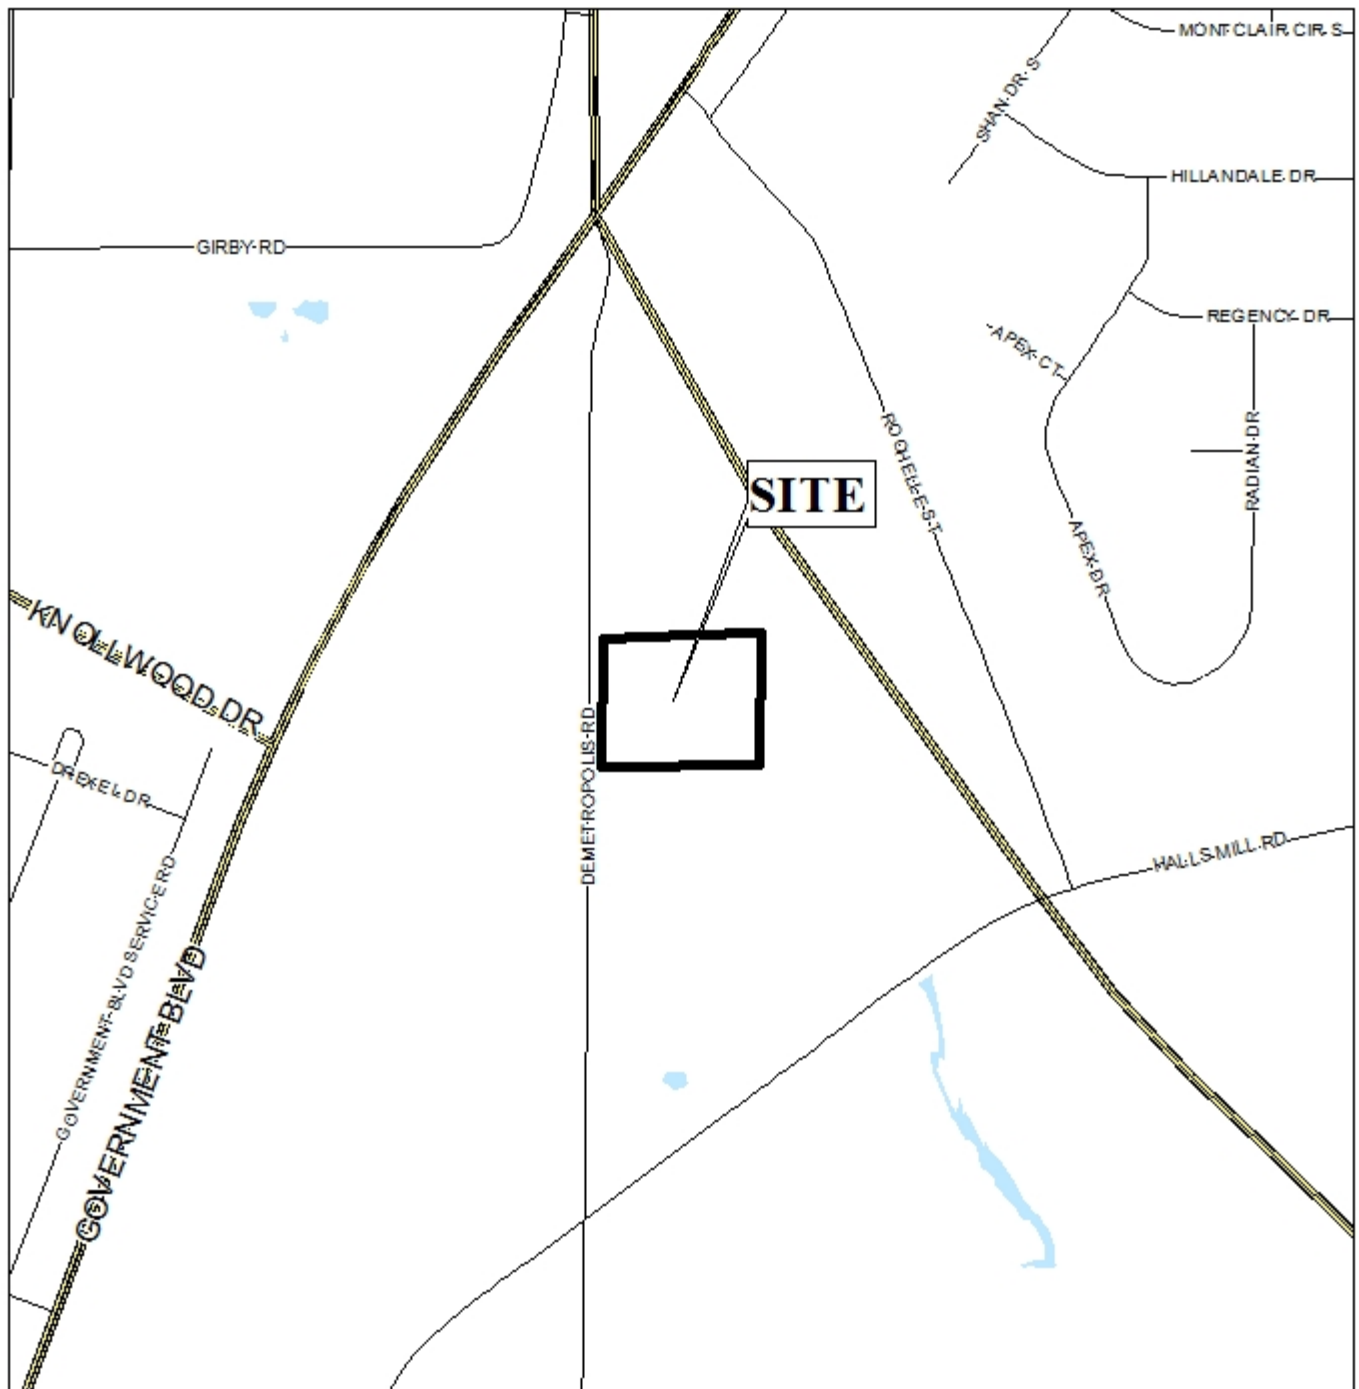 MONTCLAIR CIR S
SHAN DR S
HILLANDALE DR
GIRBY RD
REGENCY DR
APEX CT
RADIAN DR
ROCHELLE ST
SITE
APEX DR
KNOLLWOOD DR
DEMETROPOLIS RD
DREXEL DR
HALLS MILL RD
GOVERNMENT BLVD SERVICE RD
GOVERNMENT BLVD